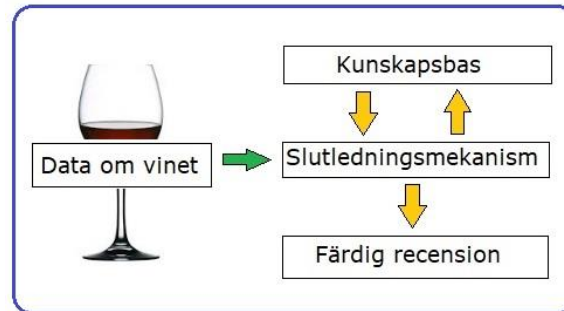 Kunskapsbas
Data om vinet
Slutledningsmekanism
Färdig recension